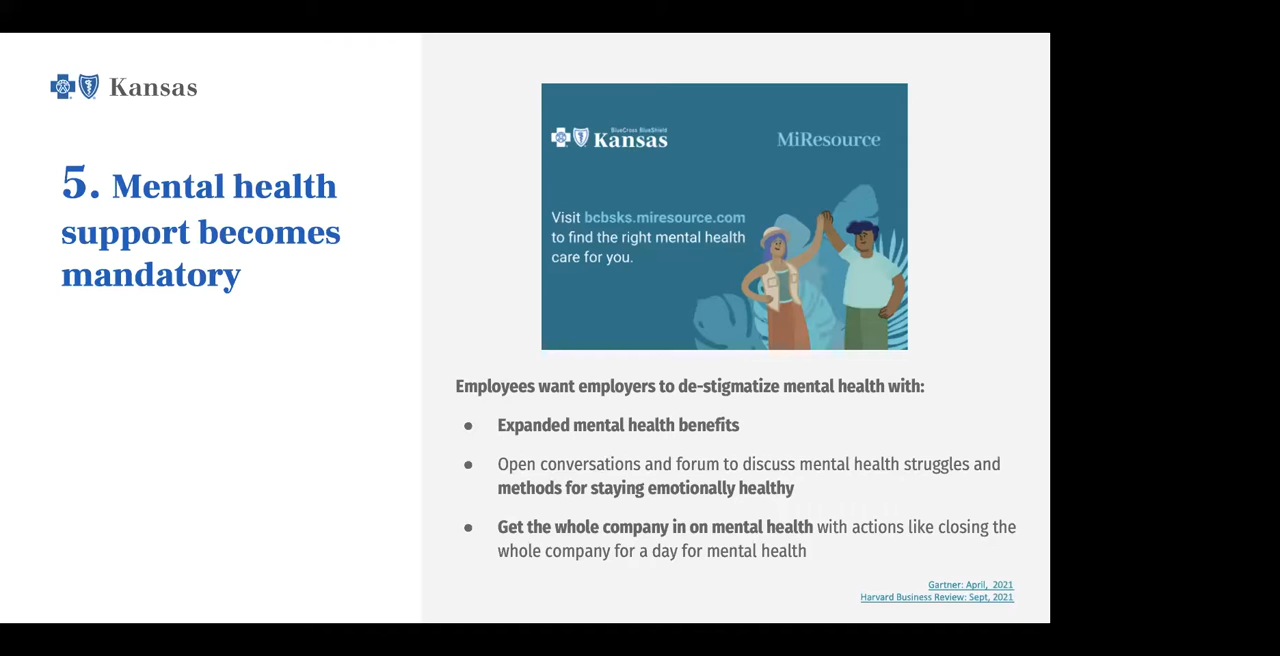 Kansas
5. Mental health
support becomes
mandatory
BlueCross BlueShield
Kansas
MiResource
Visit bcbsks.miresource.com
to find the right mental health
care for you.
Employees want employers to de-stigmatize mental health with:
● Expanded mental health benefits
● Open conversations and forum to discuss mental health struggles and
methods for staying emotionally healthy
● Get the whole company in on mental health with actions like closing the
whole company for a day for mental health
Gartner: April, 2021
Harvard Business Review: Sept, 2021